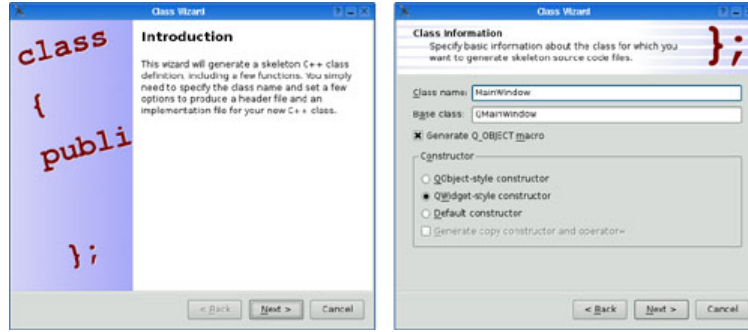 Class Wizard
class
{
publi
};
Introduction
This wizard will generate a skeleton C++ class
definition, including a few functions. You simply
need to specify the class name and set a few
options to produce a header file and an
implementation file for your new C++ class.
< Back
Next >
Cancel
Class Wizard
Class Information
Specify basic information about the class for which you
want to generate skeleton source code files.
};
Class name: MainWindow
Base class: QMainWindow
Generate Q_OBJECT macro
Constructor
QObject-style constructor
QWidget-style constructor
Default constructor
Generate copy constructor and operator=
< Back
Next >
Cancel